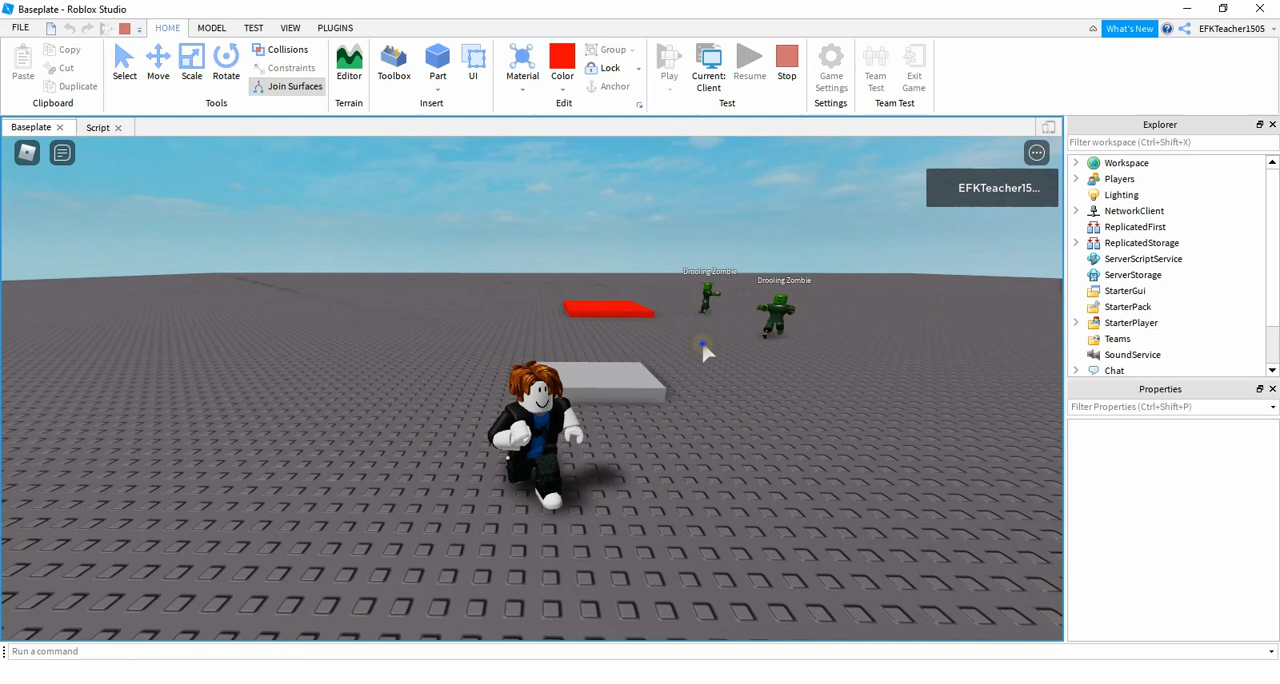 Baseplate - Roblox Studio
FILE HOME MODEL TEST VIEW PLUGINS What's New EFKTeacher1505
Paste Copy Cut Duplicate Clipboard
Select Move Scale Rotate Collisions Constraints Join Surfaces Tools
Editor Terrain
Toolbox Part UI Insert
Material Color Group Lock Anchor Edit
Play Current: Client Resume Stop Test
Game Settings Settings
Team Test Exit Game Team Test
Baseplate Script
EFKTeacher15...
Drooling Zombie
Drooling Zombie
Explorer
Filter workspace (Ctrl+Shift+X)
Workspace
Players
Lighting
NetworkClient
ReplicatedFirst
ReplicatedStorage
ServerScriptService
ServerStorage
StarterGui
StarterPack
StarterPlayer
Teams
SoundService
Chat
Properties
Filter Properties (Ctrl+Shift+P)
Run a command